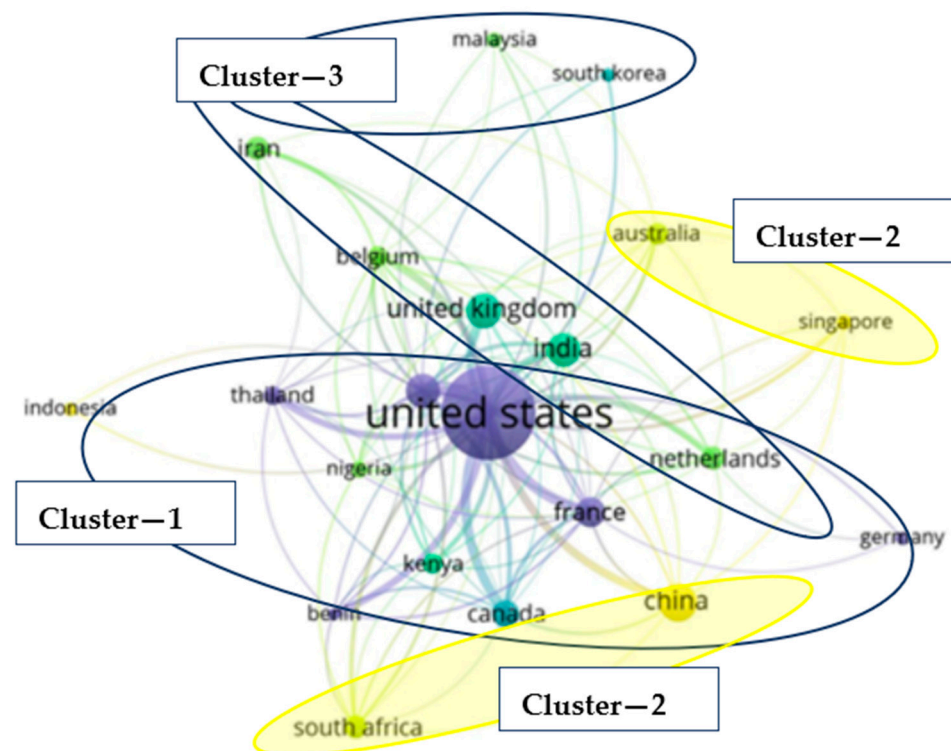 malaysia
Cluster—3
south korea
iran
australia
Cluster—2
belgium
united kingdom
singapore
india
thailand
indonesia
united states
nigeria
netherlands
Cluster—1
france
germany
kenya
benin
canada
china
Cluster—2
south africa